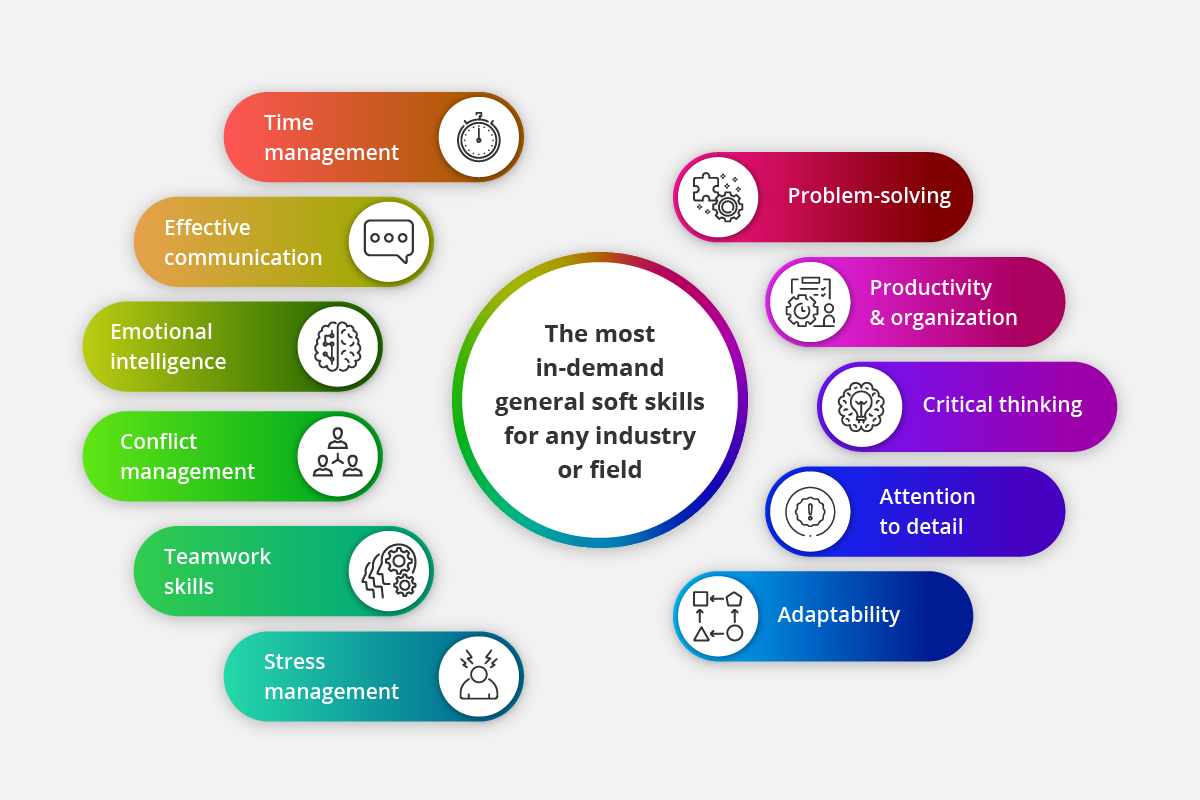 Time
management
Effective
communication
Emotional
intelligence
Conflict
management
Teamwork
skills
Stress
management
The most
in-demand
general soft skills
for any industry
or field
Problem-solving
Productivity
& organization
Critical thinking
Attention
to detail
Adaptability